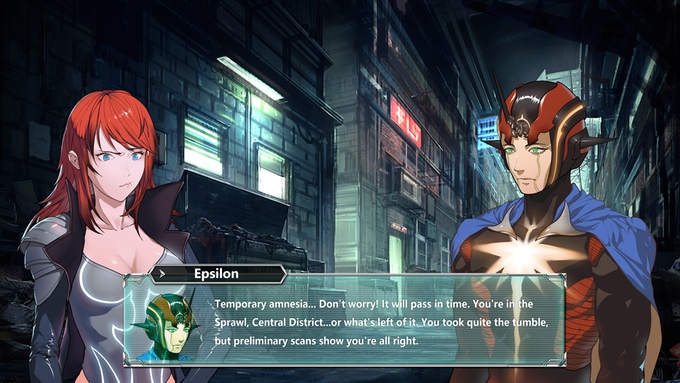 Epsilon
Temporary amnesia... Don't worry! It will pass in time. You're in the
Sprawl, Central District...or what's left of it. You took quite the tumble,
but preliminary scans show you're all right.